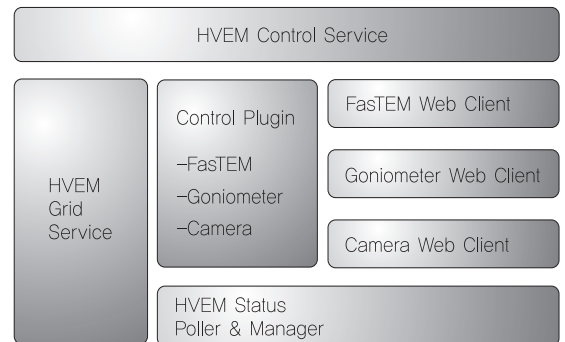 HVEM Control Service
HVEM
Grid
Service
Control Plugin
-FasTEM
-Goniometer
-Camera
FasTEM Web Client
Goniometer Web Client
Camera Web Client
HVEM Status
Poller & Manager